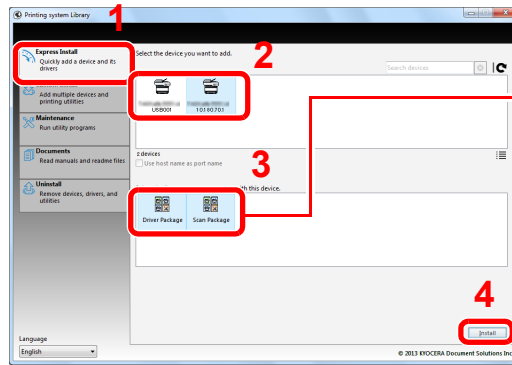 Printing system Library
1
Express Install
Quickly add a device and its
drivers
Add multiple devices and
printing utilities
Maintenance
Run utility programs
Documents
Read manuals and readme files
Uninstall
Remove devices, drivers, and
utilities
Select the device you want to add.
2
Search devices
USB001
10.180.70.1
2 devices
Use host name as port name
3
with this device.
Driver Package
Scan Package
4
Install
Language
English
© 2013 KYOCERA Document Solutions Inc